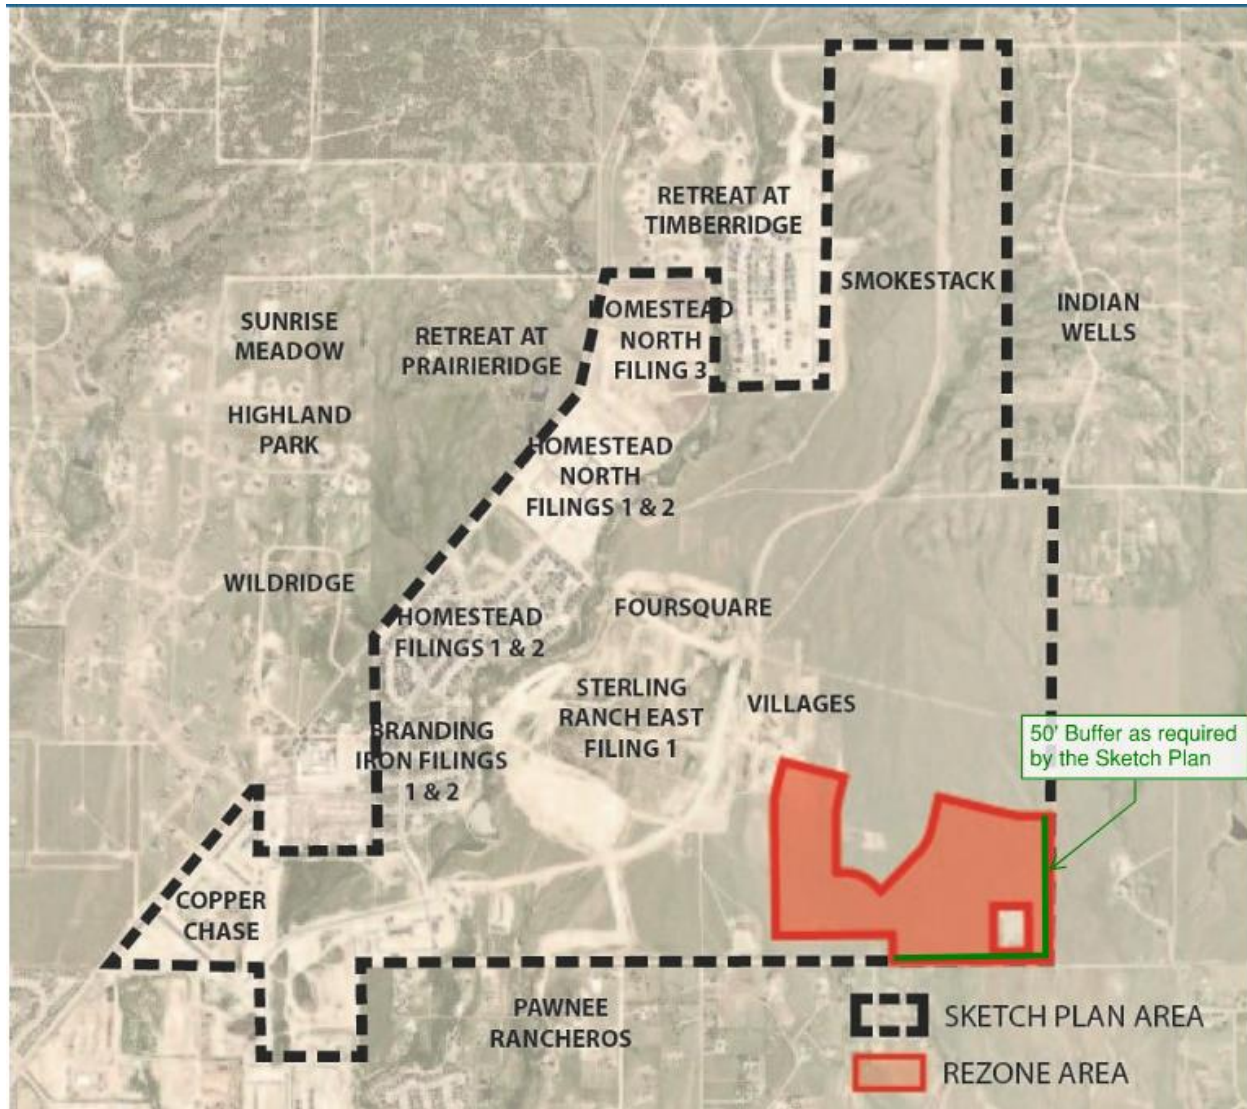 RETREAT AT
TIMBERRIDGE
SMOKESTACK
INDIAN
WELLS
SUNRISE
MEADOW
RETREAT AT
PRAIRIERIDGE
HOMESTEAD
NORTH
FILING 3
HIGHLAND
PARK
HOMESTEAD
NORTH
FILINGS 1 & 2
WILDRIDGE
HOMESTEAD
FILINGS 1 & 2
FOURSQUARE
STERLING
RANCH EAST
FILING 1
VILLAGES
BRANDING
IRON FILINGS
1 & 2
50' Buffer as required
by the Sketch Plan
COPPER
CHASE
PAWNEE
RANCHEROS
SKETCH PLAN AREA
REZONE AREA